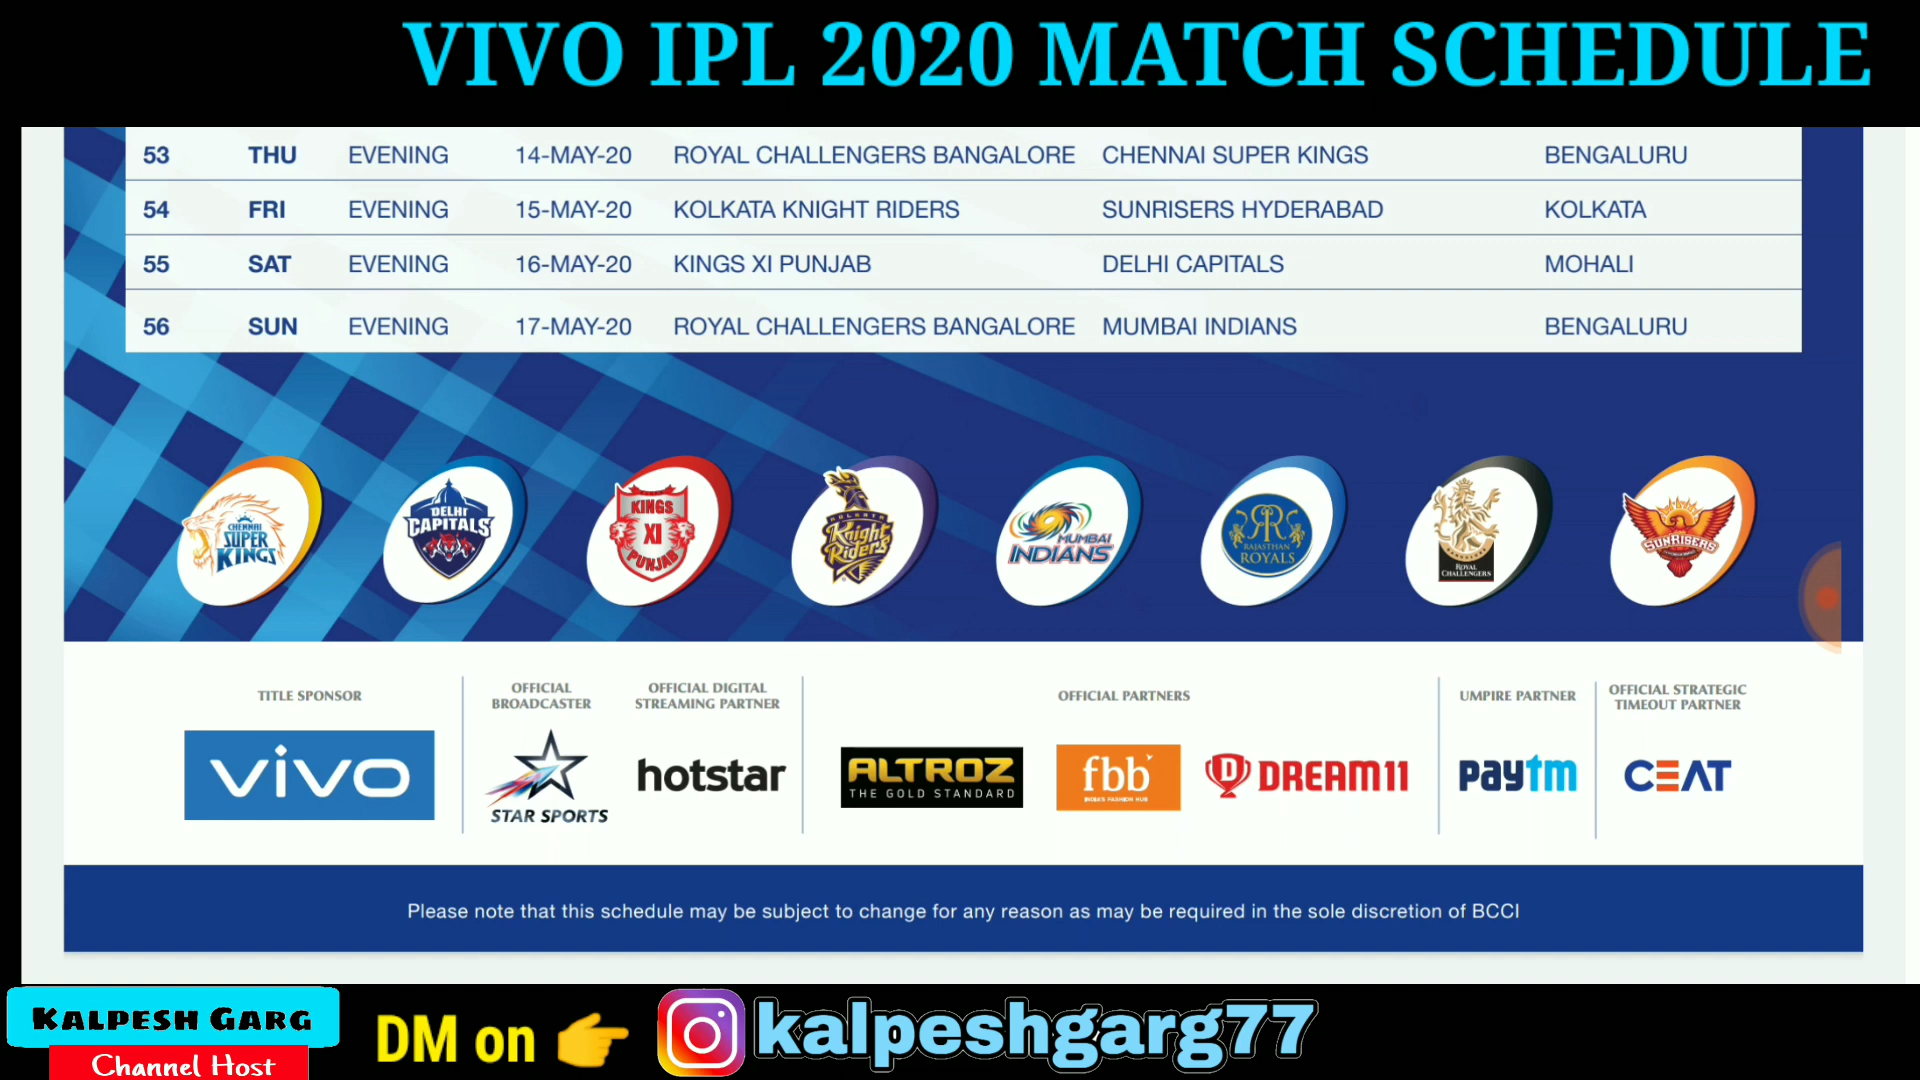 VIVO IPL 2020 MATCH SCHEDULE
53 THU EVENING 14-MAY-20 ROYAL CHALLENGERS BANGALORE CHENNAI SUPER KINGS BENGALURU
54 FRI EVENING 15-MAY-20 KOLKATA KNIGHT RIDERS SUNRISERS HYDERABAD KOLKATA
55 SAT EVENING 16-MAY-20 KINGS XI PUNJAB DELHI CAPITALS MOHALI
56 SUN EVENING 17-MAY-20 ROYAL CHALLENGERS BANGALORE MUMBAI INDIANS BENGALURU
CHENNAI
SUPER
KINGS
DELHI
CAPITALS
KINGS
XI
PUNJAB
KOLKATA
Knight
Riders
MUMBAI
INDIANS
RR
RAJASTHAN
ROYALS
ROYAL
CHALLENGERS
SUNRISERS
TITLE SPONSOR
vivo
OFFICIAL
BROADCASTER
STAR SPORTS
OFFICIAL DIGITAL
STREAMING PARTNER
hotstar
OFFICIAL PARTNERS
ALTROZ
THE GOLD STANDARD
fbb
INDIA'S FASHION HUB
D DREAM11
UMPIRE PARTNER
paytm
OFFICIAL STRATEGIC
TIMEOUT PARTNER
CEAT
Please note that this schedule may be subject to change for any reason as may be required in the sole discretion of BCCI
KALPESH GARG
Channel Host
DM on kalpeshgarg77